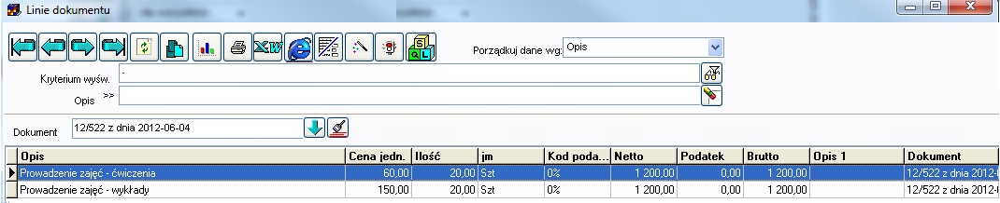 Linie dokumentu
Porządkuj dane wg: Opis
Kryterium wyśw. -
Opis >>
Dokument 12/522 z dnia 2012-06-04
Opis Cena jedn. Ilość jm Kod poda... Netto Podatek Brutto Opis 1 Dokument
Prowadzenie zajęć - ćwiczenia 60,00 20,00 Szt 0% 1 200,00 0,00 1 200,00 12/522 z dnia 2012-
Prowadzenie zajęć - wykłady 150,00 20,00 Szt 0% 1 200,00 0,00 1 200,00 12/522 z dnia 2012-